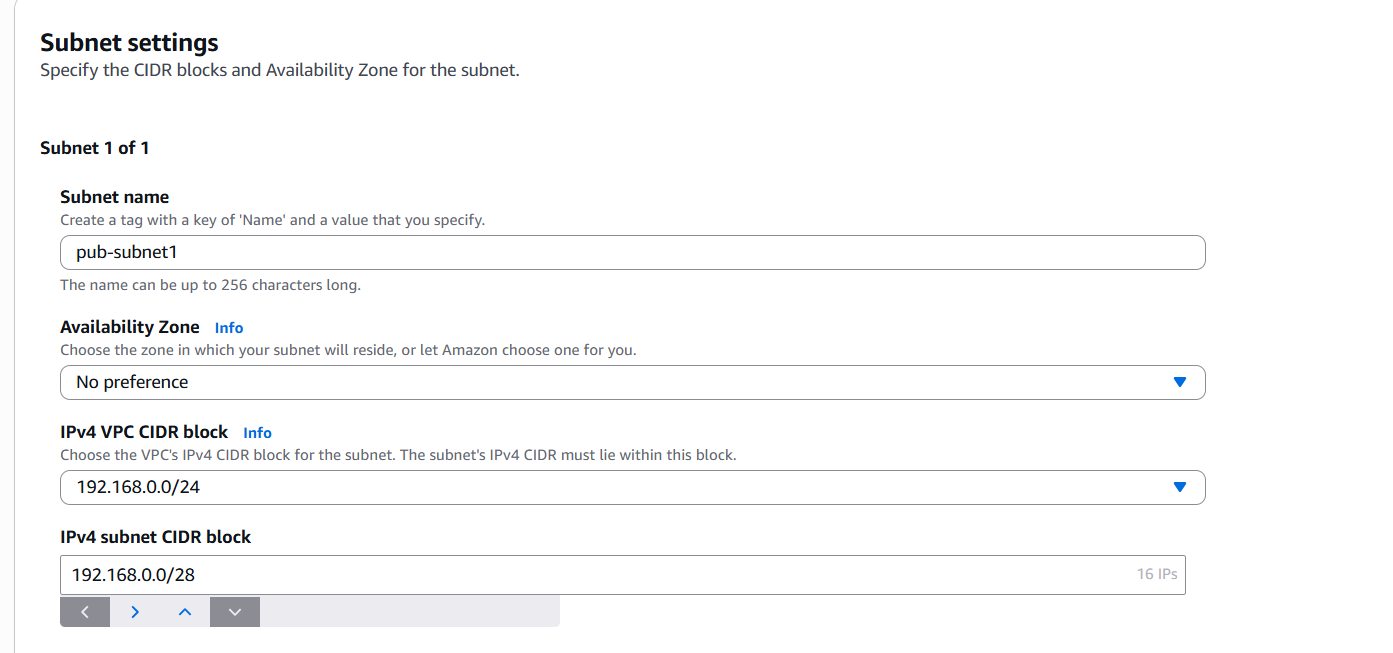 Subnet settings
Specify the CIDR blocks and Availability Zone for the subnet.
Subnet 1 of 1
Subnet name
Create a tag with a key of 'Name' and a value that you specify.
pub-subnet1
The name can be up to 256 characters long.
Availability Zone Info
Choose the zone in which your subnet will reside, or let Amazon choose one for you.
No preference
IPv4 VPC CIDR block Info
Choose the VPC's IPv4 CIDR block for the subnet. The subnet's IPv4 CIDR must lie within this block.
192.168.0.0/24
IPv4 subnet CIDR block
192.168.0.0/28 16 IPs